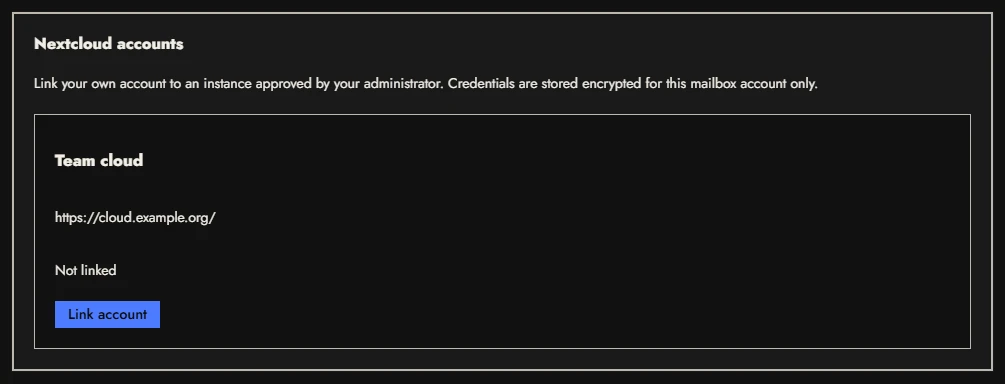 Nextcloud accounts
Link your own account to an instance approved by your administrator. Credentials are stored encrypted for this mailbox account only.
Team cloud
https://cloud.example.org/
Not linked
Link account